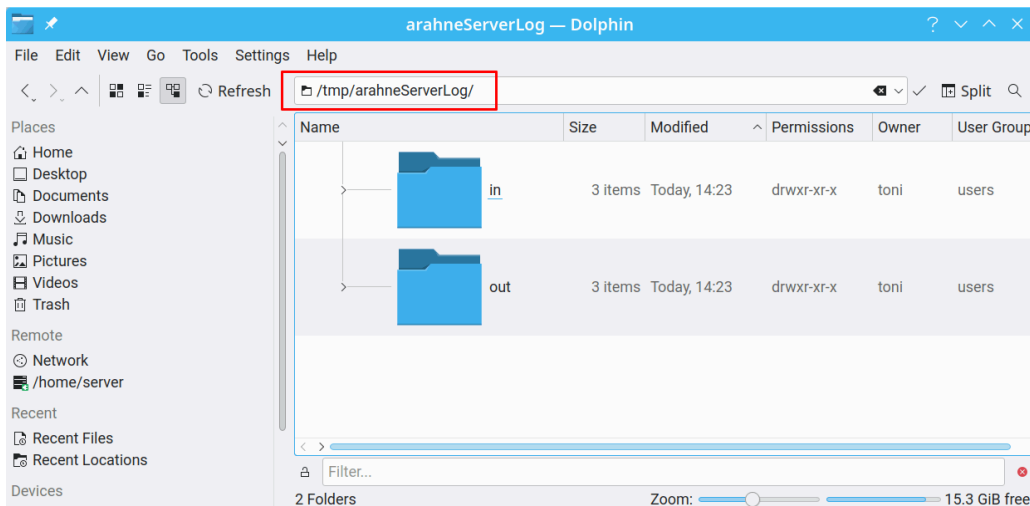 arahneServerLog — Dolphin
File Edit View Go Tools Settings Help
Refresh /tmp/arahneServerLog/ Split
Places
Home
Desktop
Documents
Downloads
Music
Pictures
Videos
Trash
Remote
Network
/home/server
Recent
Recent Files
Recent Locations
Devices
Name Size Modified Permissions Owner User Group
in 3 items Today, 14:23 drwxr-xr-x toni users
out 3 items Today, 14:23 drwxr-xr-x toni users
Filter...
2 Folders Zoom: 15.3 GiB free